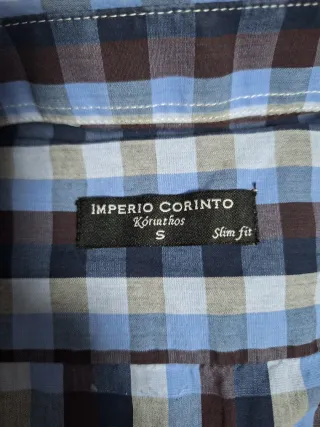 IMPERIO CORINTO
Kórinthos
S
Slim fit